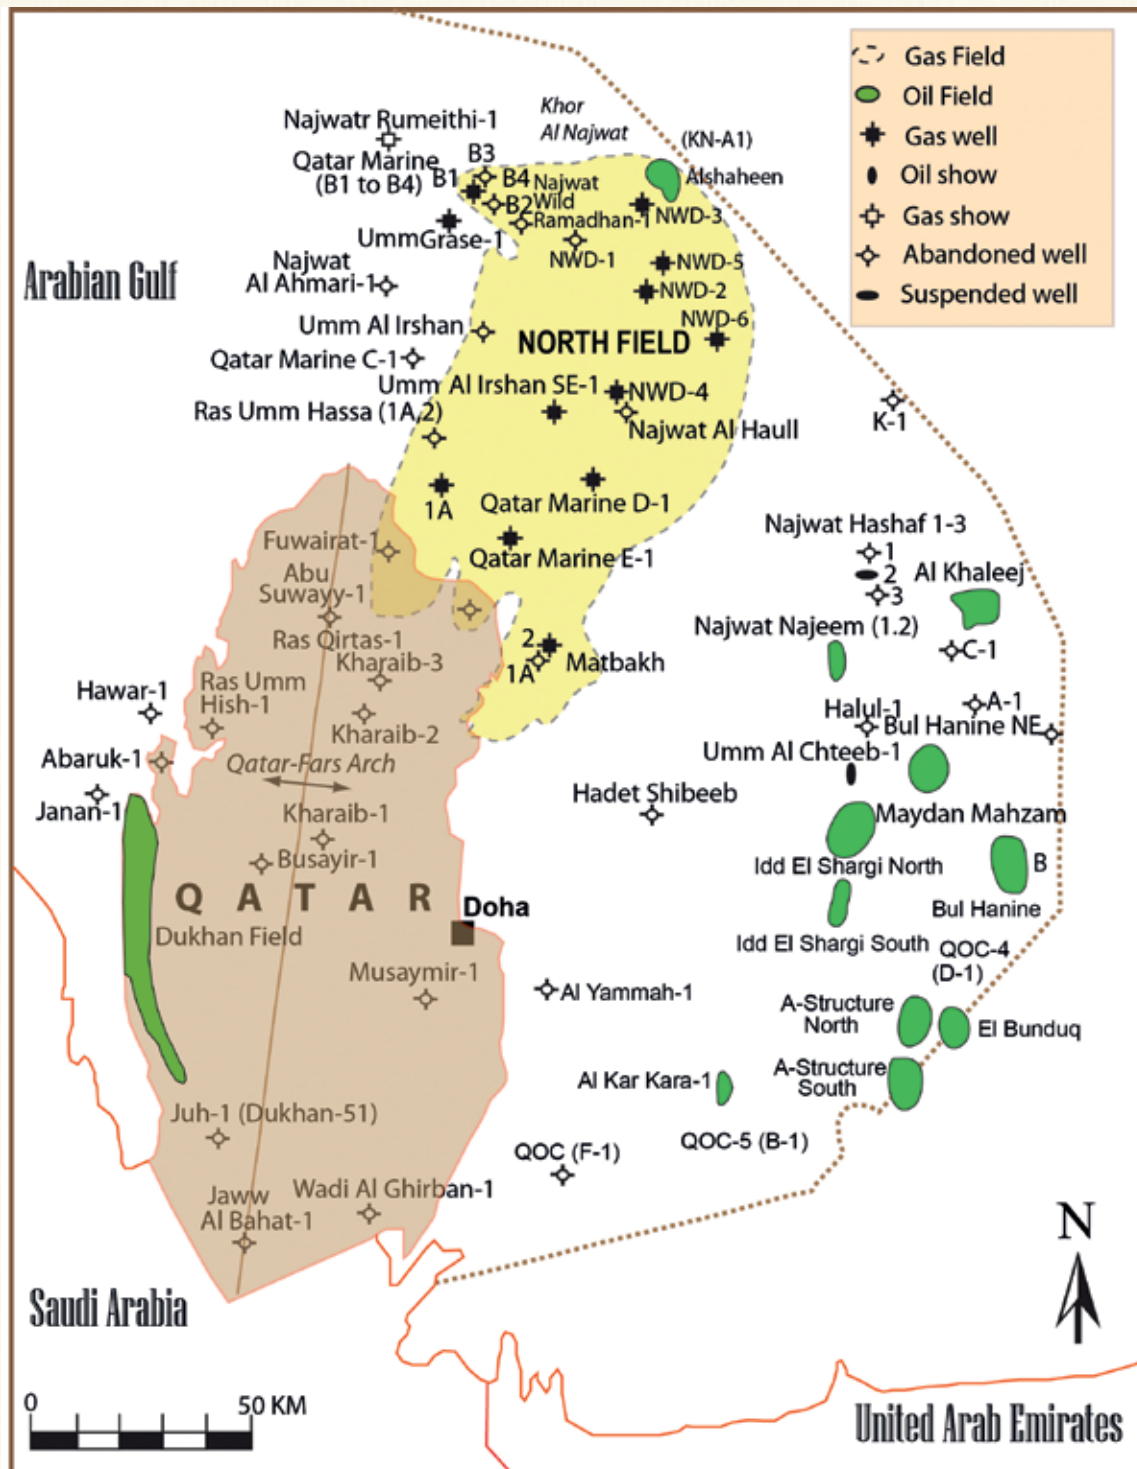 Gas Field
Oil Field
Gas well
Oil show
Gas show
Abandoned well
Suspended well
Khor
Al Najwat
(KN-A1)
Alshaheen
Najwatr Rumeithi-1
Qatar Marine
(B1 to B4)
B1
B3
B4
B2
Najwat
Wild
Ramadhan-1
NWD-3
UmmGrase-1
NWD-1
NWD-5
Arabian Gulf
Najwat
Al Ahmari-1
NWD-2
NWD-6
Umm Al Irshan
NORTH FIELD
Qatar Marine C-1
Umm Al Irshan SE-1
NWD-4
Ras Umm Hassa (1A,2)
Najwat Al Haull
K-1
1A
Qatar Marine D-1
Najwat Hashaf 1-3
1
2
3
Fuwairat-1
Qatar Marine E-1
Al Khaleej
Abu
Suwayy-1
Najwat Najeem (1.2)
Ras Qirtas-1
2
1A
Matbakh
C-1
Kharaib-3
Hawar-1
Ras Umm
Hish-1
Kharaib-2
Halul-1
A-1
Bul Hanine NE
Abaruk-1
Qatar-Fars Arch
Umm Al Chteeb-1
Janan-1
Kharaib-1
Hadet Shibeeb
Maydan Mahzam
Busayir-1
Idd El Shargi North
B
QATAR
Doha
Bul Hanine
Dukhan Field
Idd El Shargi South
QOC-4
(D-1)
Musaymir-1
Al Yammah-1
A-Structure
North
El Bunduq
A-Structure
South
Al Kar Kara-1
Juh-1 (Dukhan-51)
QOC-5 (B-1)
QOC (F-1)
Wadi Al Ghirban-1
Jaww
Al Bahat-1
N
Saudi Arabia
0
50 KM
United Arab Emirates